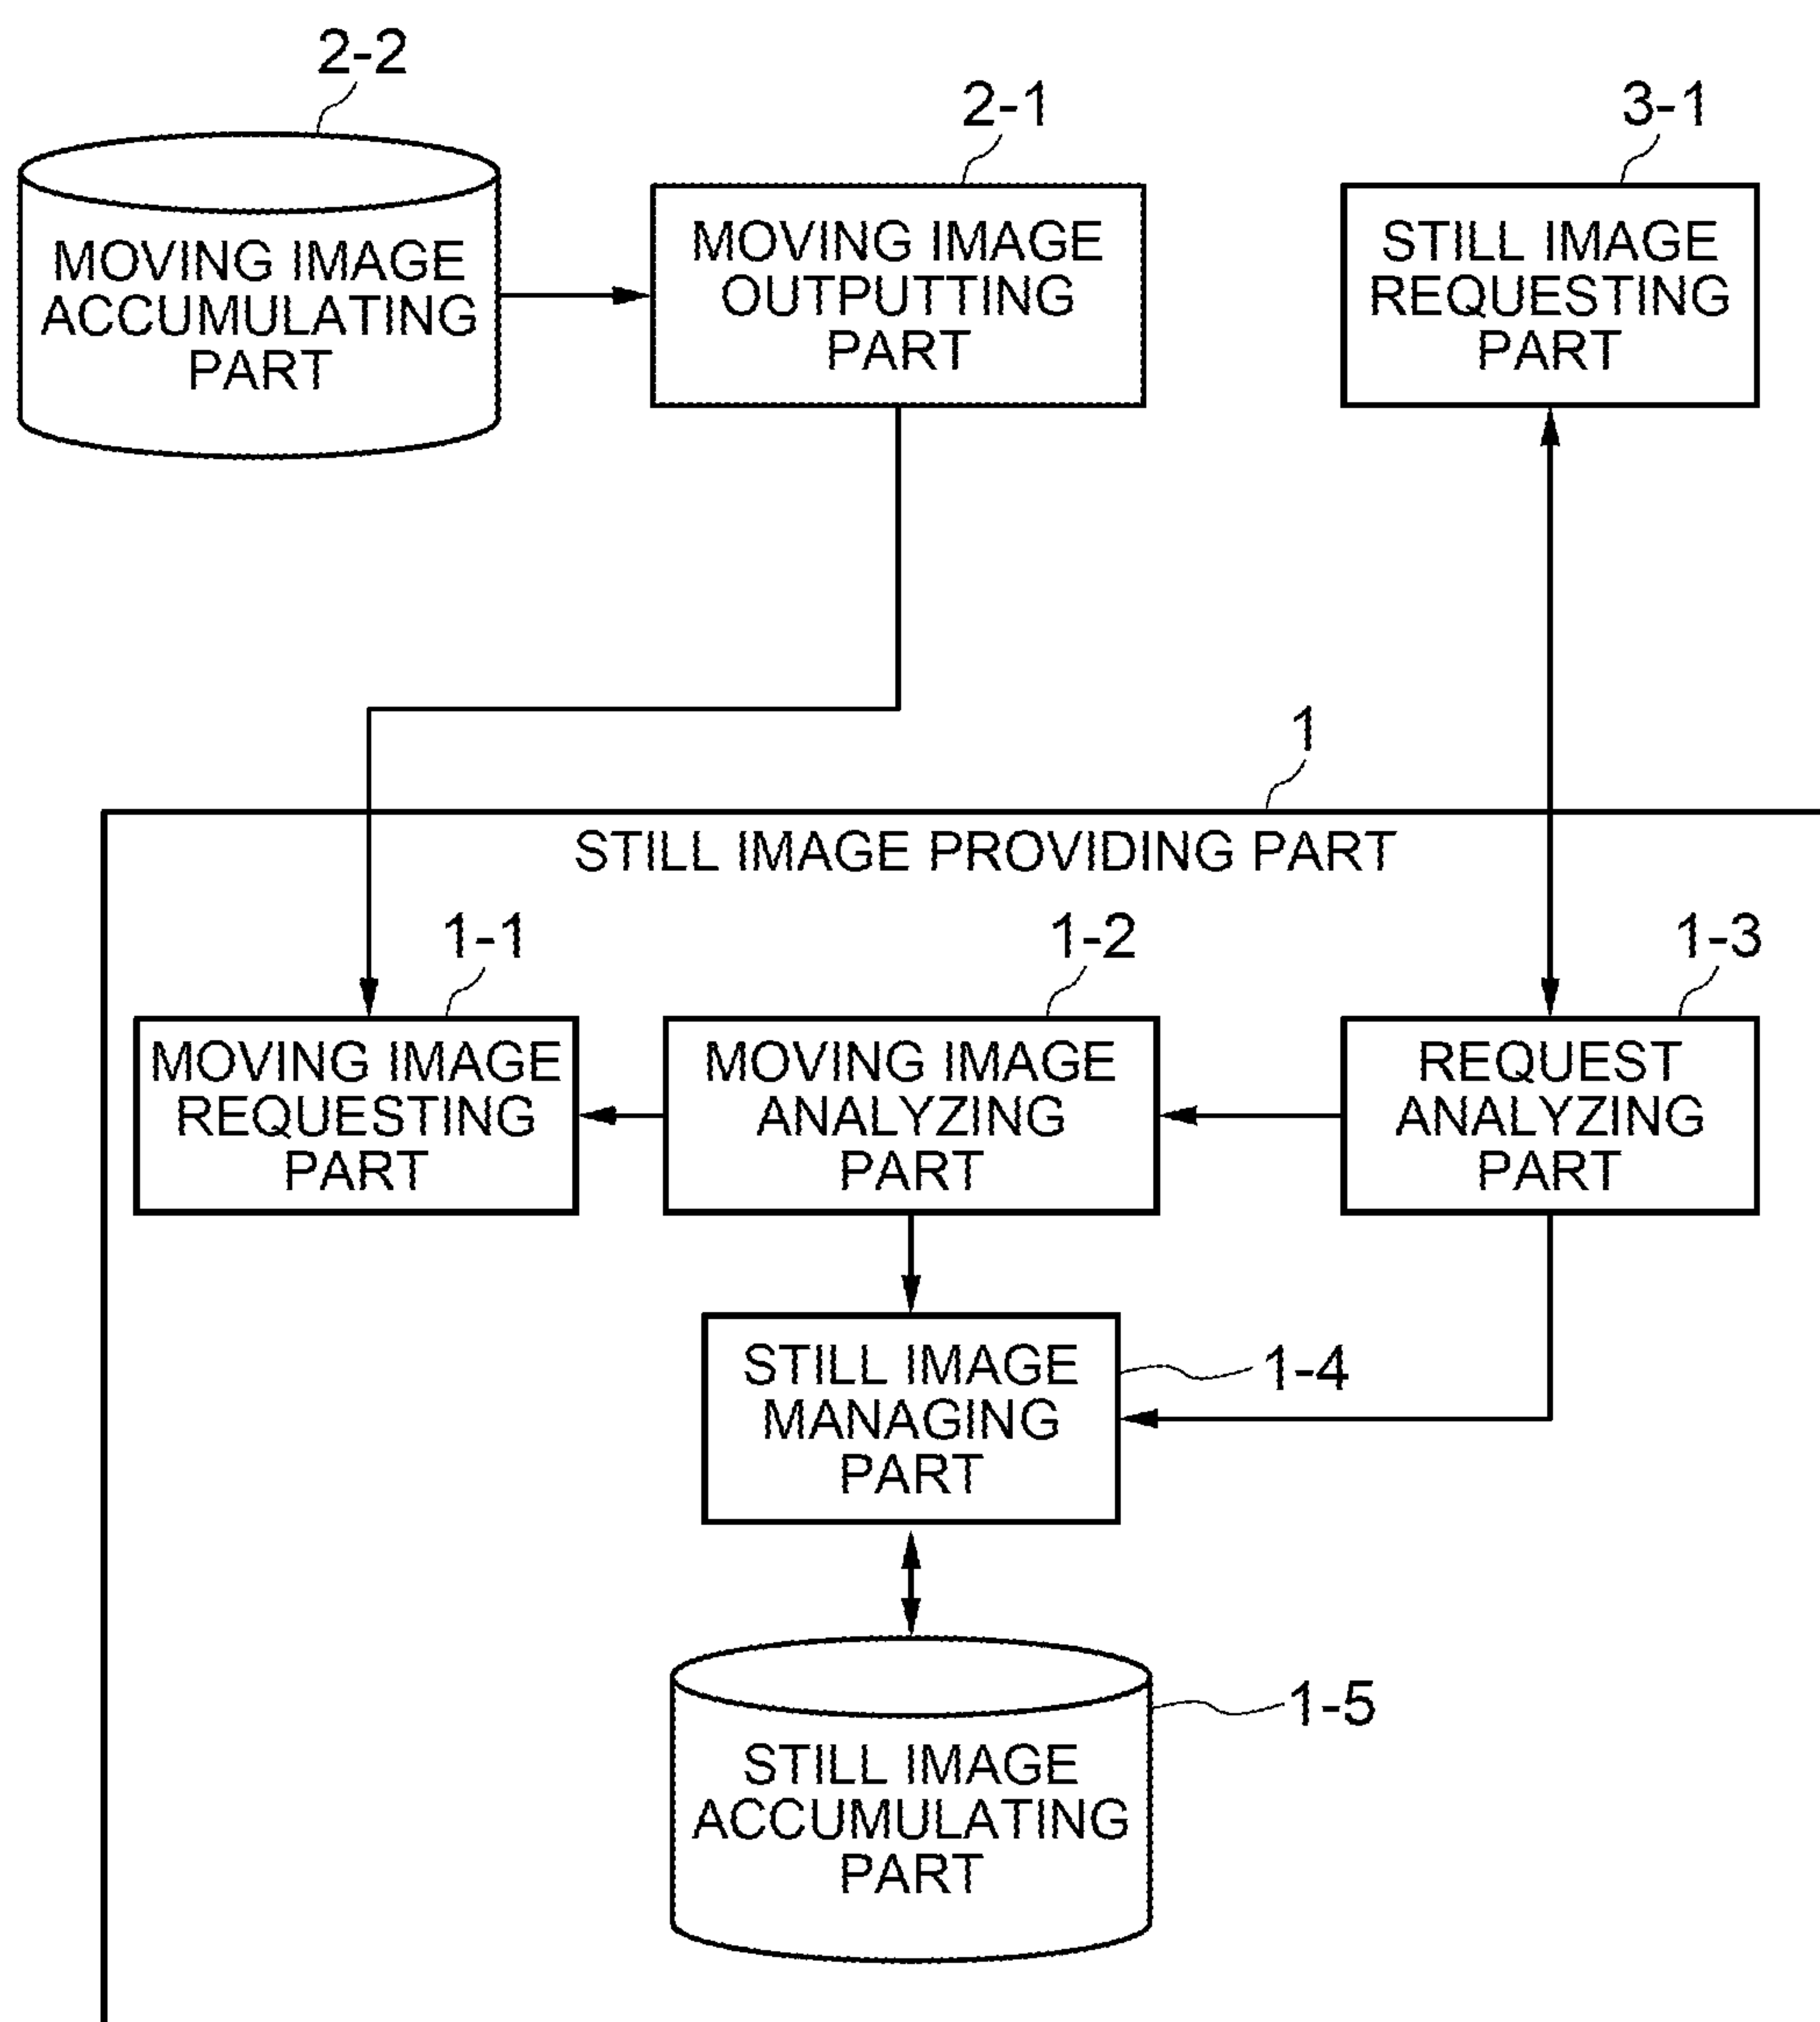 2-2
2-1
3-1
MOVING IMAGE
ACCUMULATING
PART
MOVING IMAGE
OUTPUTTING
PART
STILL IMAGE
REQUESTING
PART
1
STILL IMAGE PROVIDING PART
1-1
1-2
1-3
MOVING IMAGE
REQUESTING
PART
MOVING IMAGE
ANALYZING
PART
REQUEST
ANALYZING
PART
STILL IMAGE
MANAGING
PART
1-4
STILL IMAGE
ACCUMULATING
PART
1-5